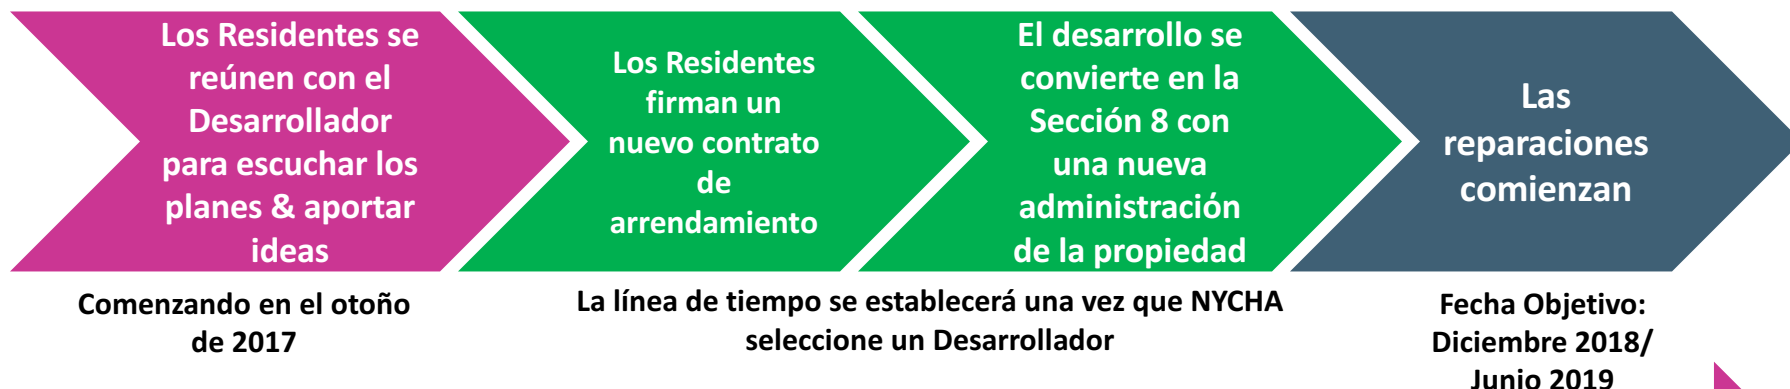 Los Residentes se
reúnen con el
Desarrollador
para escuchar los
planes & aportar
ideas
Los Residentes
firman un
nuevo contrato
de
arrendamiento
El desarrollo se
convierte en la
Sección 8 con
una nueva
administración
de la propiedad
Las
reparaciones
comienzan
Comenzando en el otoño
de 2017
La línea de tiempo se establecerá una vez que NYCHA
seleccione un Desarrollador
Fecha Objetivo:
Diciembre 2018/
Junio 2019